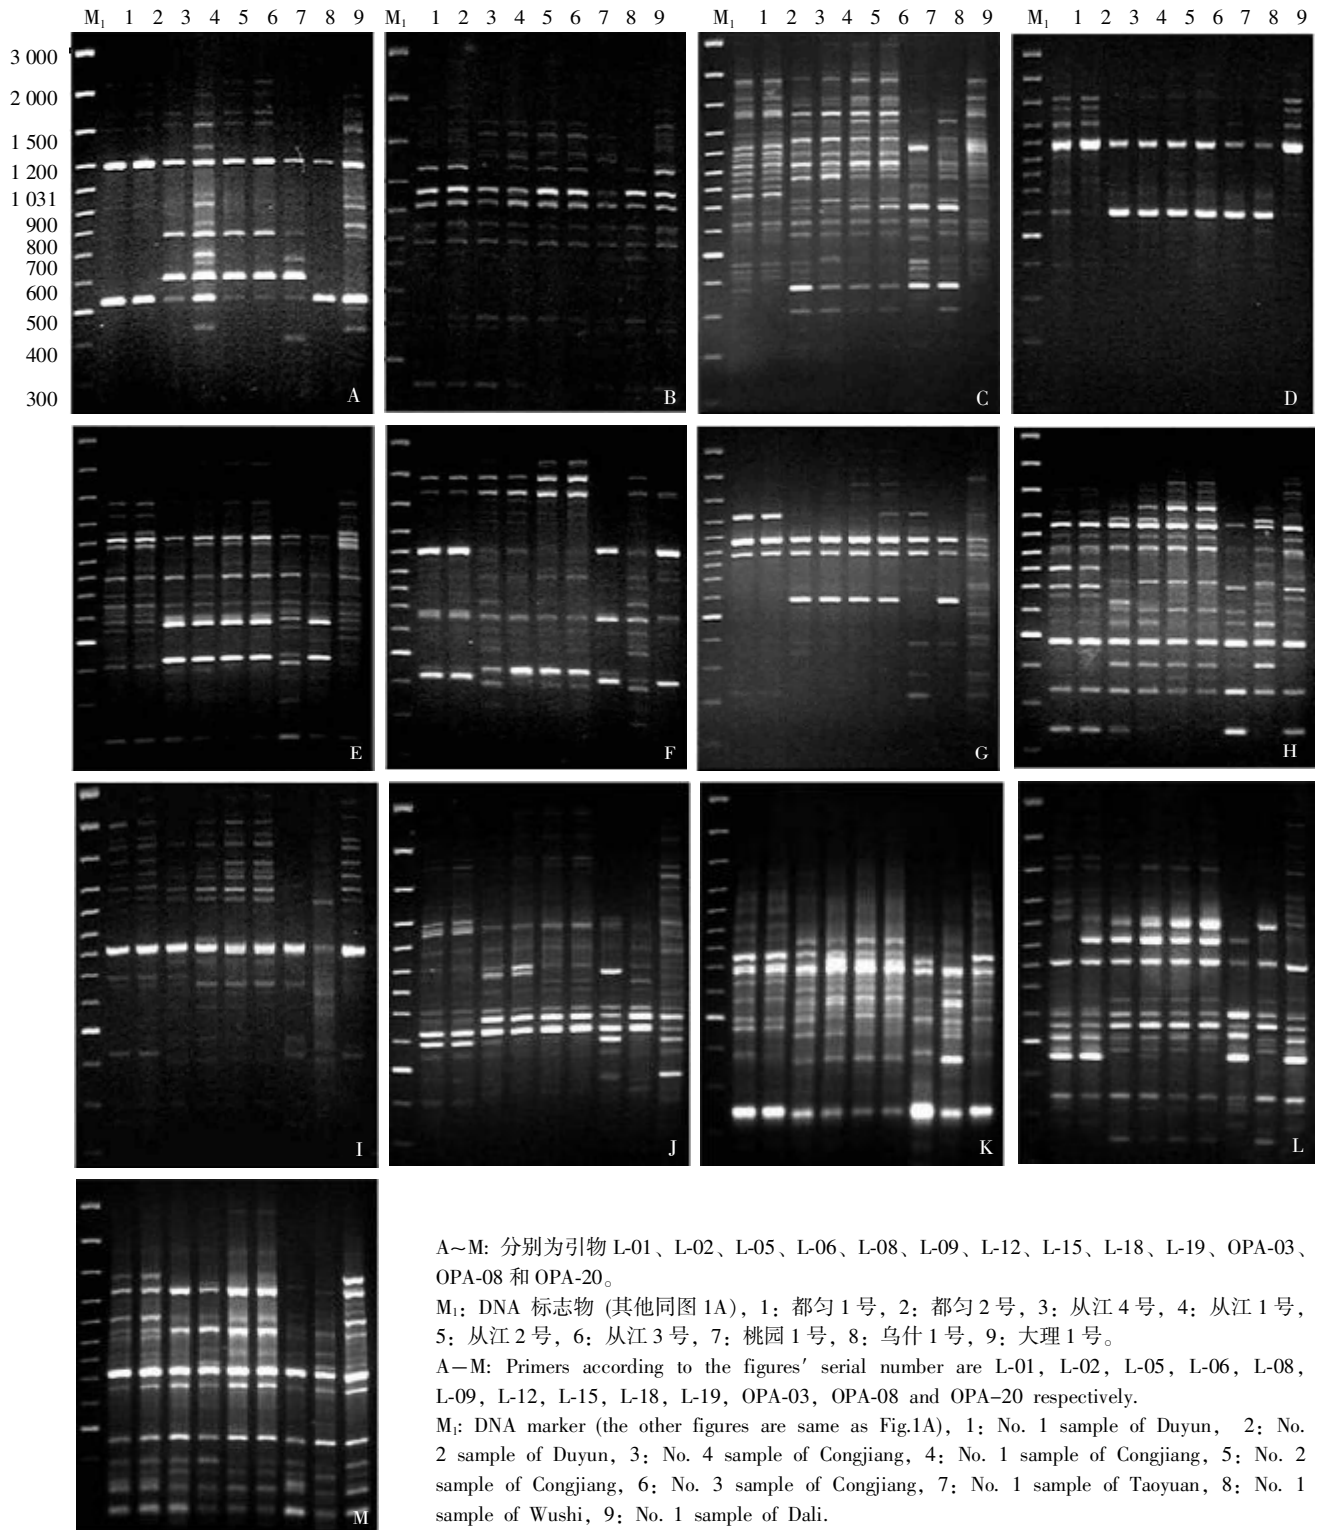 M₁ 1 2 3 4 5 6 7 8 9 M₁ 1 2 3 4 5 6 7 8 9 M₁ 1 2 3 4 5 6 7 8 9 M₁ 1 2 3 4 5 6 7 8 9
3 000
2 000
1 500
1 200
1 031
900
800
700
600
500
400
300
A B C D
E F G H
I J K L
M
A~M: 分别为引物 L-01、L-02、L-05、L-06、L-08、L-09、L-12、L-15、L-18、L-19、OPA-03、
OPA-08 和 OPA-20。
M₁: DNA 标志物 (其他同图 1A), 1: 都匀 1 号, 2: 都匀 2 号, 3: 从江 4 号, 4: 从江 1 号,
5: 从江 2 号, 6: 从江 3 号, 7: 桃园 1 号, 8: 乌什 1 号, 9: 大理 1 号。
A—M: Primers according to the figures' serial number are L-01, L-02, L-05, L-06, L-08,
L-09, L-12, L-15, L-18, L-19, OPA-03, OPA-08 and OPA-20 respectively.
M₁: DNA marker (the other figures are same as Fig.1A), 1: No. 1 sample of Duyun, 2: No.
2 sample of Duyun, 3: No. 4 sample of Congjiang, 4: No. 1 sample of Congjiang, 5: No. 2
sample of Congjiang, 6: No. 3 sample of Congjiang, 7: No. 1 sample of Taoyuan, 8: No. 1
sample of Wushi, 9: No. 1 sample of Dali.